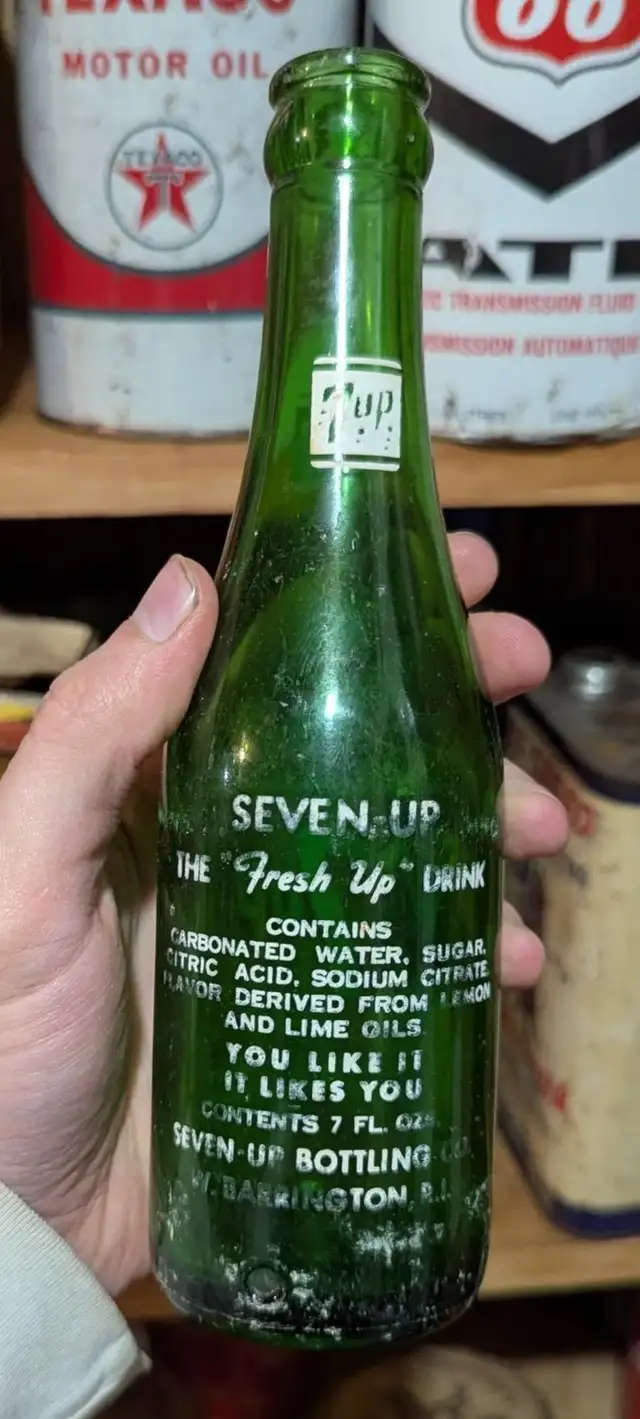 TEXACO
MOTOR OIL
TEXACO
T
66
TRANSMISSION FLUID
AUTOMATIQUE
7up
SEVEN-UP
THE "Fresh Up" DRINK
CONTAINS
CARBONATED WATER, SUGAR,
CITRIC ACID, SODIUM CITRATE,
FLAVOR DERIVED FROM LEMON
AND LIME OILS
YOU LIKE IT
IT LIKES YOU
CONTENTS 7 FL. OZS.
SEVEN-UP BOTTLING CO.
W. BARRINGTON, R.I.